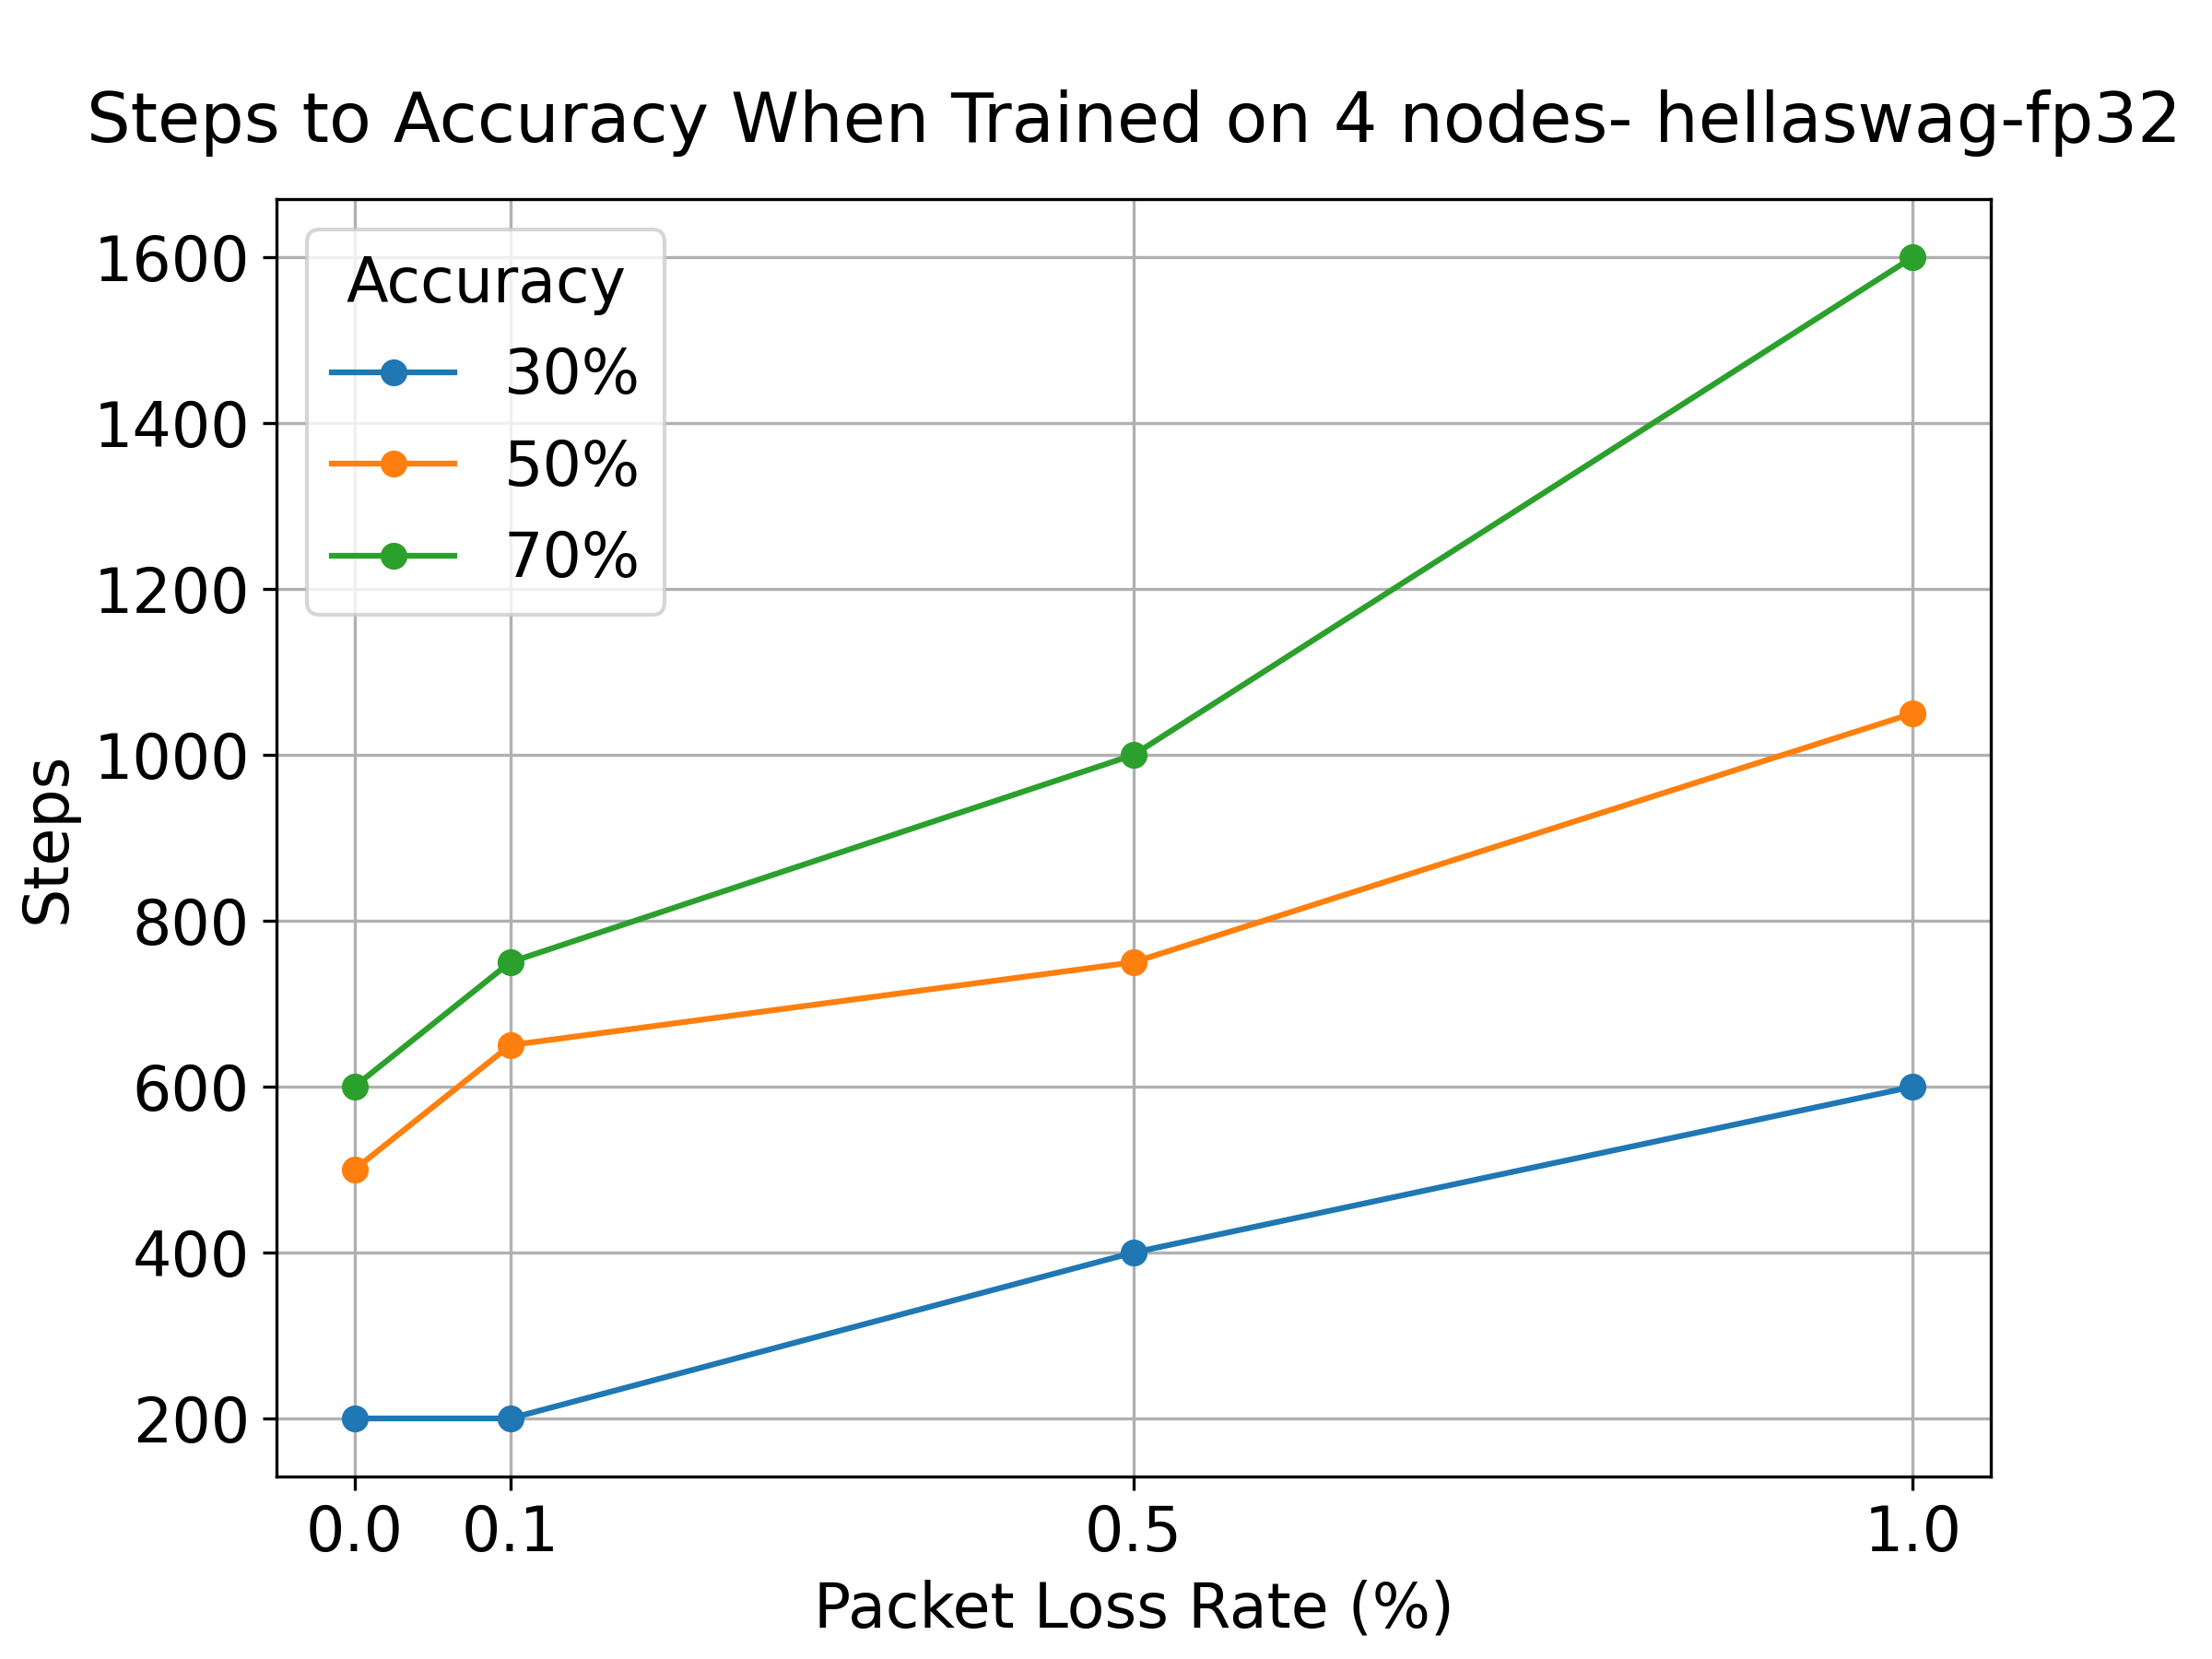 Steps to Accuracy When Trained on 4 nodes- hellaswag-fp32
1600
1400
1200
1000
800
600
400
200
Steps
Accuracy
30%
50%
70%
0.0 0.1 0.5 1.0
Packet Loss Rate (%)